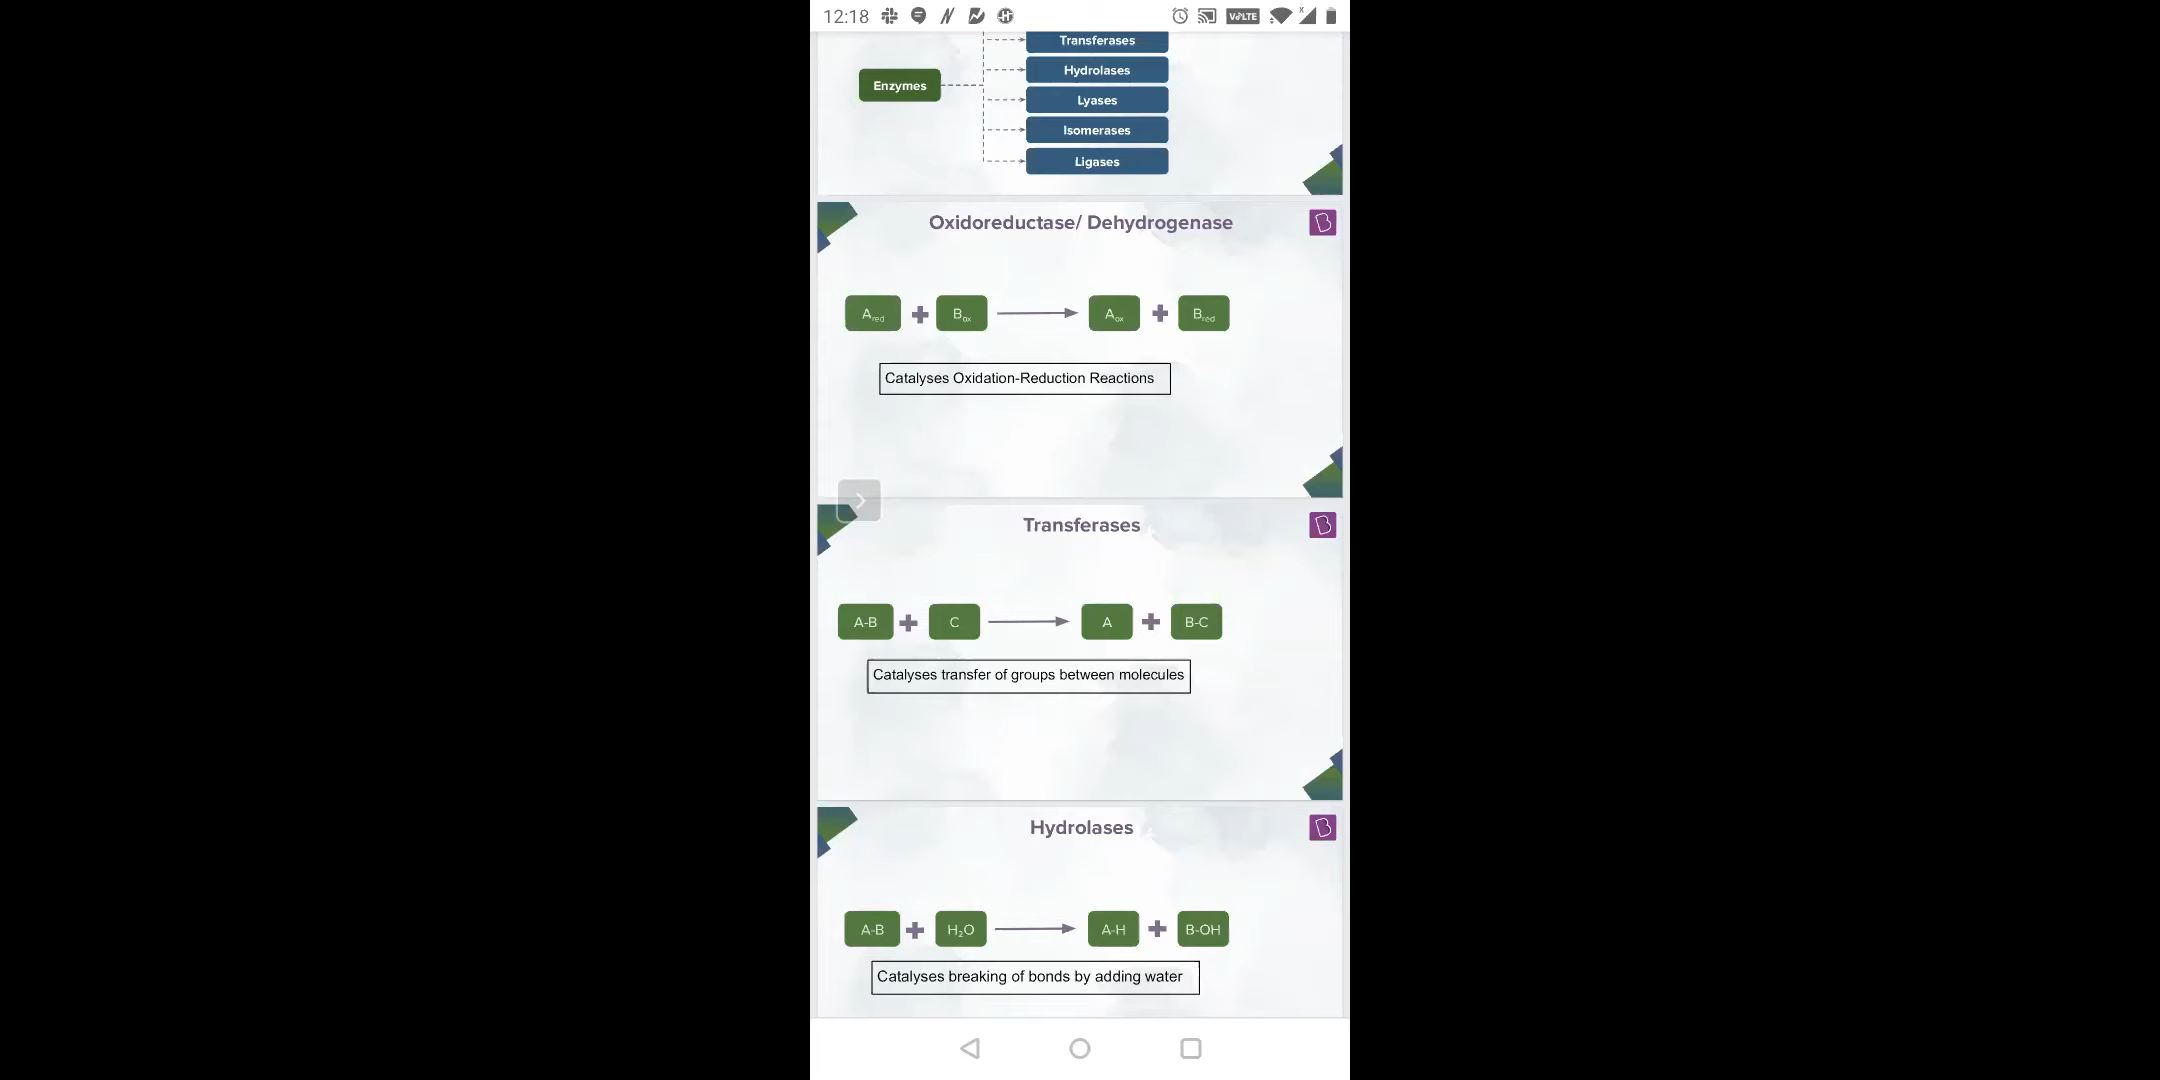 12:18
VoLTE
x
Transferases
Hydrolases
Enzymes
Lyases
Isomerases
Ligases
Oxidoreductase/ Dehydrogenase
B
Ared + Box Aox + Bred
Catalyses Oxidation-Reduction Reactions
Transferases
B
A-B + C A + B-C
Catalyses transfer of groups between molecules
Hydrolases
B
A-B + H₂O A-H + B-OH
Catalyses breaking of bonds by adding water